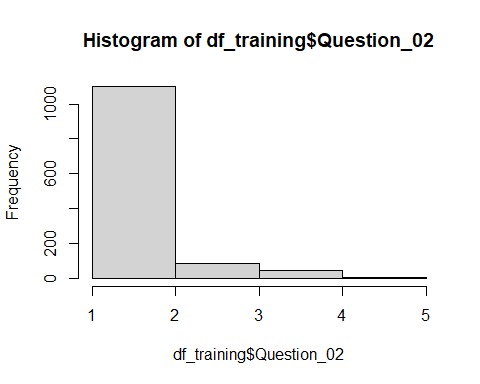 Histogram of df_training$Question_02
Frequency
1000
600
200
0
1 2 3 4 5
df_training$Question_02